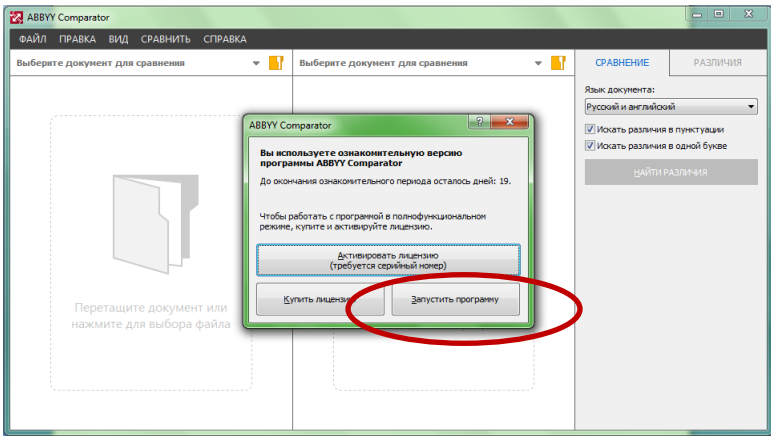 ABBYY Comparator
ФАЙЛ ПРАВКА ВИД СРАВНИТЬ СПРАВКА
Выберите документ для сравнения
Выберите документ для сравнения
СРАВНЕНИЕ РАЗЛИЧИЯ
Язык документа:
Русский и английский
Искать различия в пунктуации
Искать различия в одной букве
НАЙТИ РАЗЛИЧИЯ
Перетащите документ или
нажмите для выбора файла
ABBYY Comparator
Вы используете ознакомительную версию
программы ABBYY Comparator
До окончания ознакомительного периода осталось дней: 19.
Чтобы работать с программой в полнофункциональном
режиме, купите и активируйте лицензию.
Активировать лицензию
(требуется серийный номер)
Купить лицензию
Запустить программу